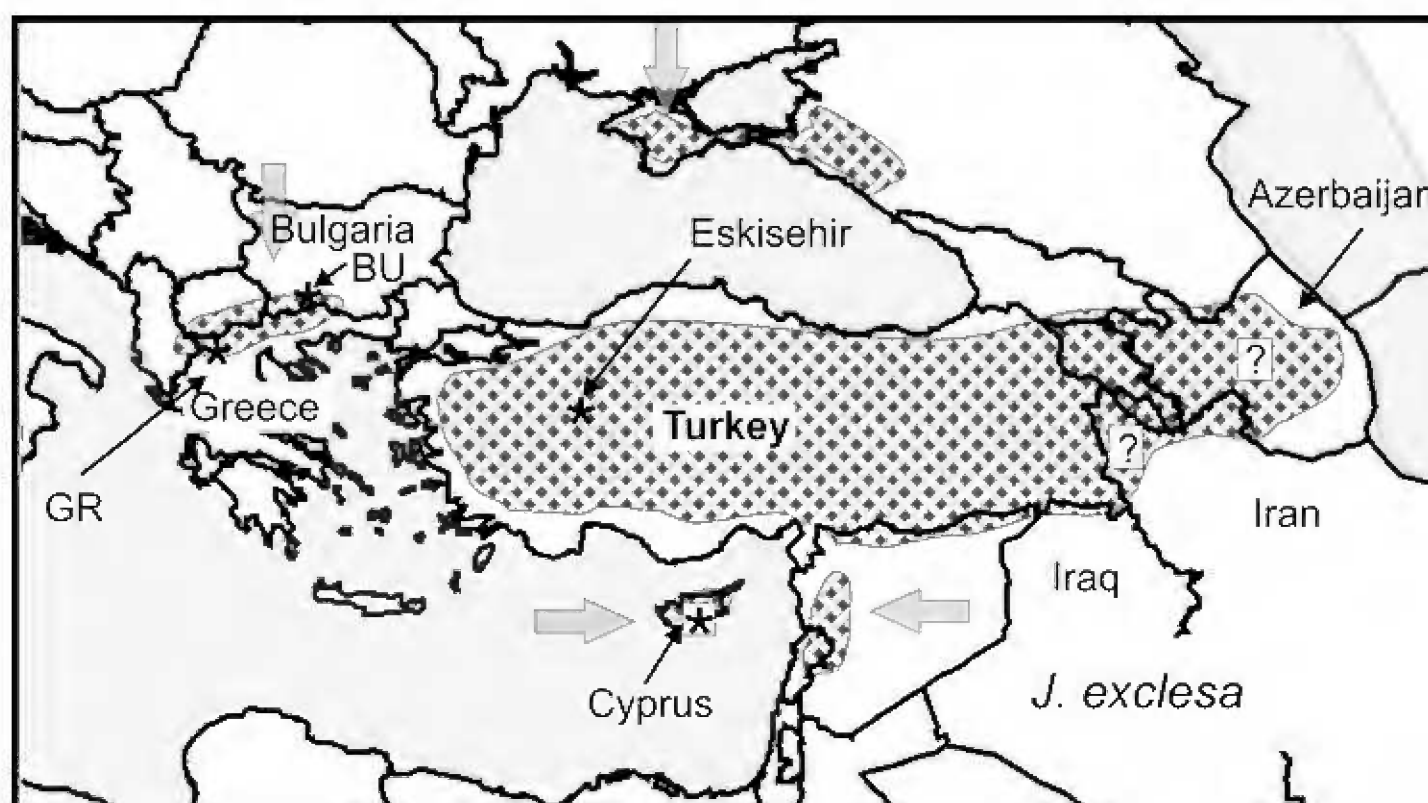 Azerbaijan
Bulgaria
Eskisehir
BU
?
Greece
Turkey
?
GR
Iran
Iraq
J. exclesa
Cyprus
L